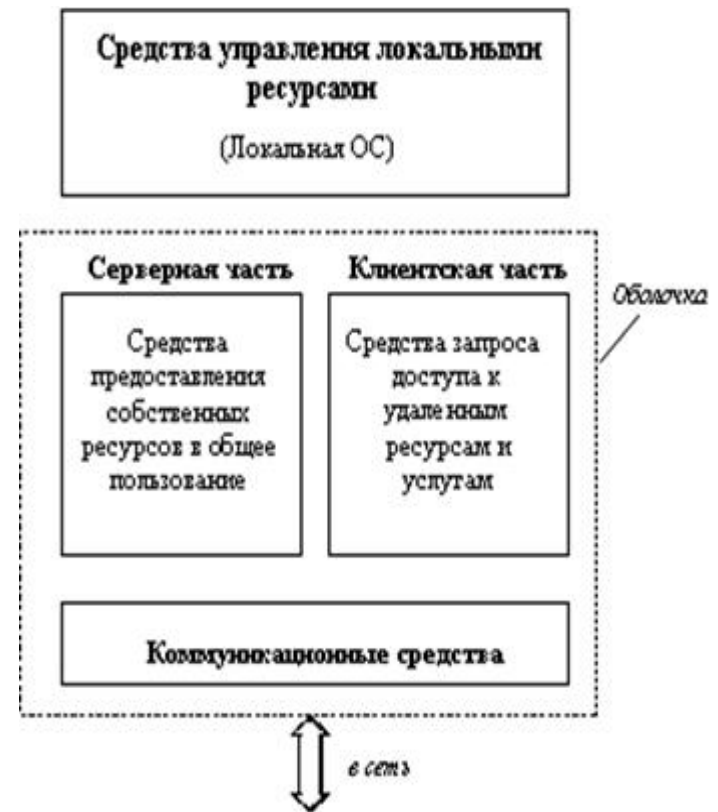 Средства управления локальными
ресурсами
(Локальная ОС)
Серверная часть
Клиентская часть
Оболочка
Средства
предоставления
собственных
ресурсов в общее
пользование
Средства запроса
доступа к
удаленным
ресурсам и
услугам
Коммуникационные средства
в сеть